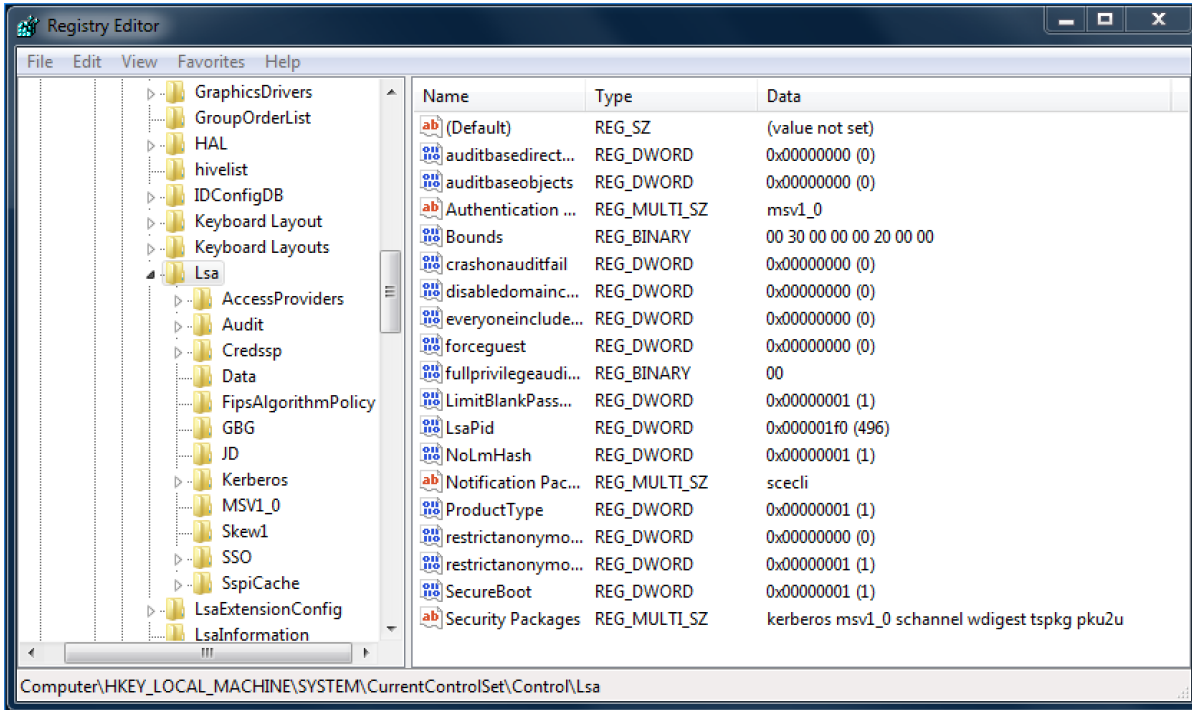 Registry Editor
File Edit View Favorites Help
GraphicsDrivers
GroupOrderList
HAL
hivelist
IDConfigDB
Keyboard Layout
Keyboard Layouts
Lsa
AccessProviders
Audit
Credssp
Data
FipsAlgorithmPolicy
GBG
JD
Kerberos
MSV1_0
Skew1
SSO
SspiCache
LsaExtensionConfig
LsaInformation
Name Type Data
(Default) REG_SZ (value not set)
auditbasedirect... REG_DWORD 0x00000000 (0)
auditbaseobjects REG_DWORD 0x00000000 (0)
Authentication ... REG_MULTI_SZ msv1_0
Bounds REG_BINARY 00 30 00 00 00 20 00 00
crashonauditfail REG_DWORD 0x00000000 (0)
disabledomainc... REG_DWORD 0x00000000 (0)
everyoneinclude... REG_DWORD 0x00000000 (0)
forceguest REG_DWORD 0x00000000 (0)
fullprivilegeaudi... REG_BINARY 00
LimitBlankPass... REG_DWORD 0x00000001 (1)
LsaPid REG_DWORD 0x000001f0 (496)
NoLmHash REG_DWORD 0x00000001 (1)
Notification Pac... REG_MULTI_SZ scecli
ProductType REG_DWORD 0x00000001 (1)
restrictanonymo... REG_DWORD 0x00000000 (0)
restrictanonymo... REG_DWORD 0x00000001 (1)
SecureBoot REG_DWORD 0x00000001 (1)
Security Packages REG_MULTI_SZ kerberos msv1_0 schannel wdigest tspkg pku2u
Computer\HKEY_LOCAL_MACHINE\SYSTEM\CurrentControlSet\Control\Lsa